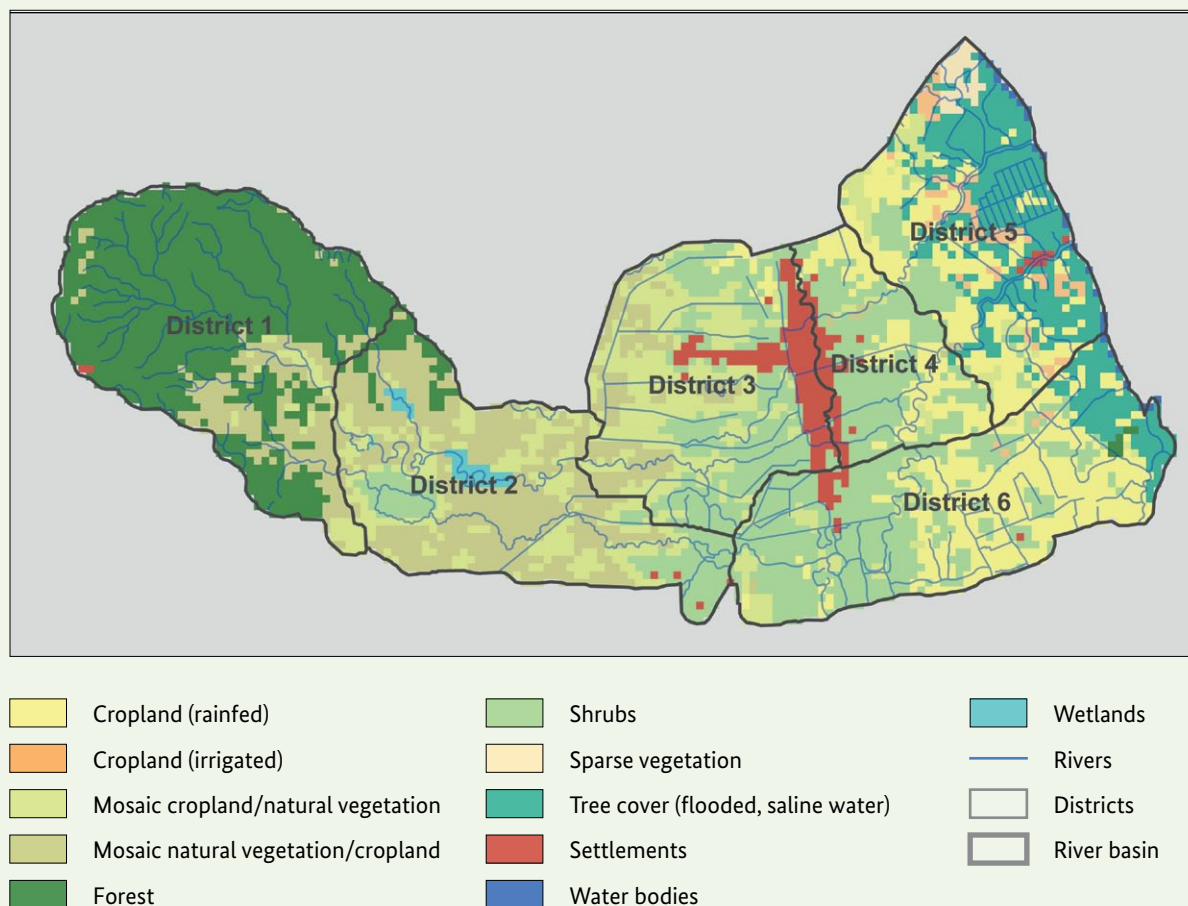 District 1
District 2
District 3
District 4
District 5
District 6
Cropland (rainfed)
Cropland (irrigated)
Mosaic cropland/natural vegetation
Mosaic natural vegetation/cropland
Forest
Shrubs
Sparse vegetation
Tree cover (flooded, saline water)
Settlements
Water bodies
Wetlands
Rivers
Districts
River basin